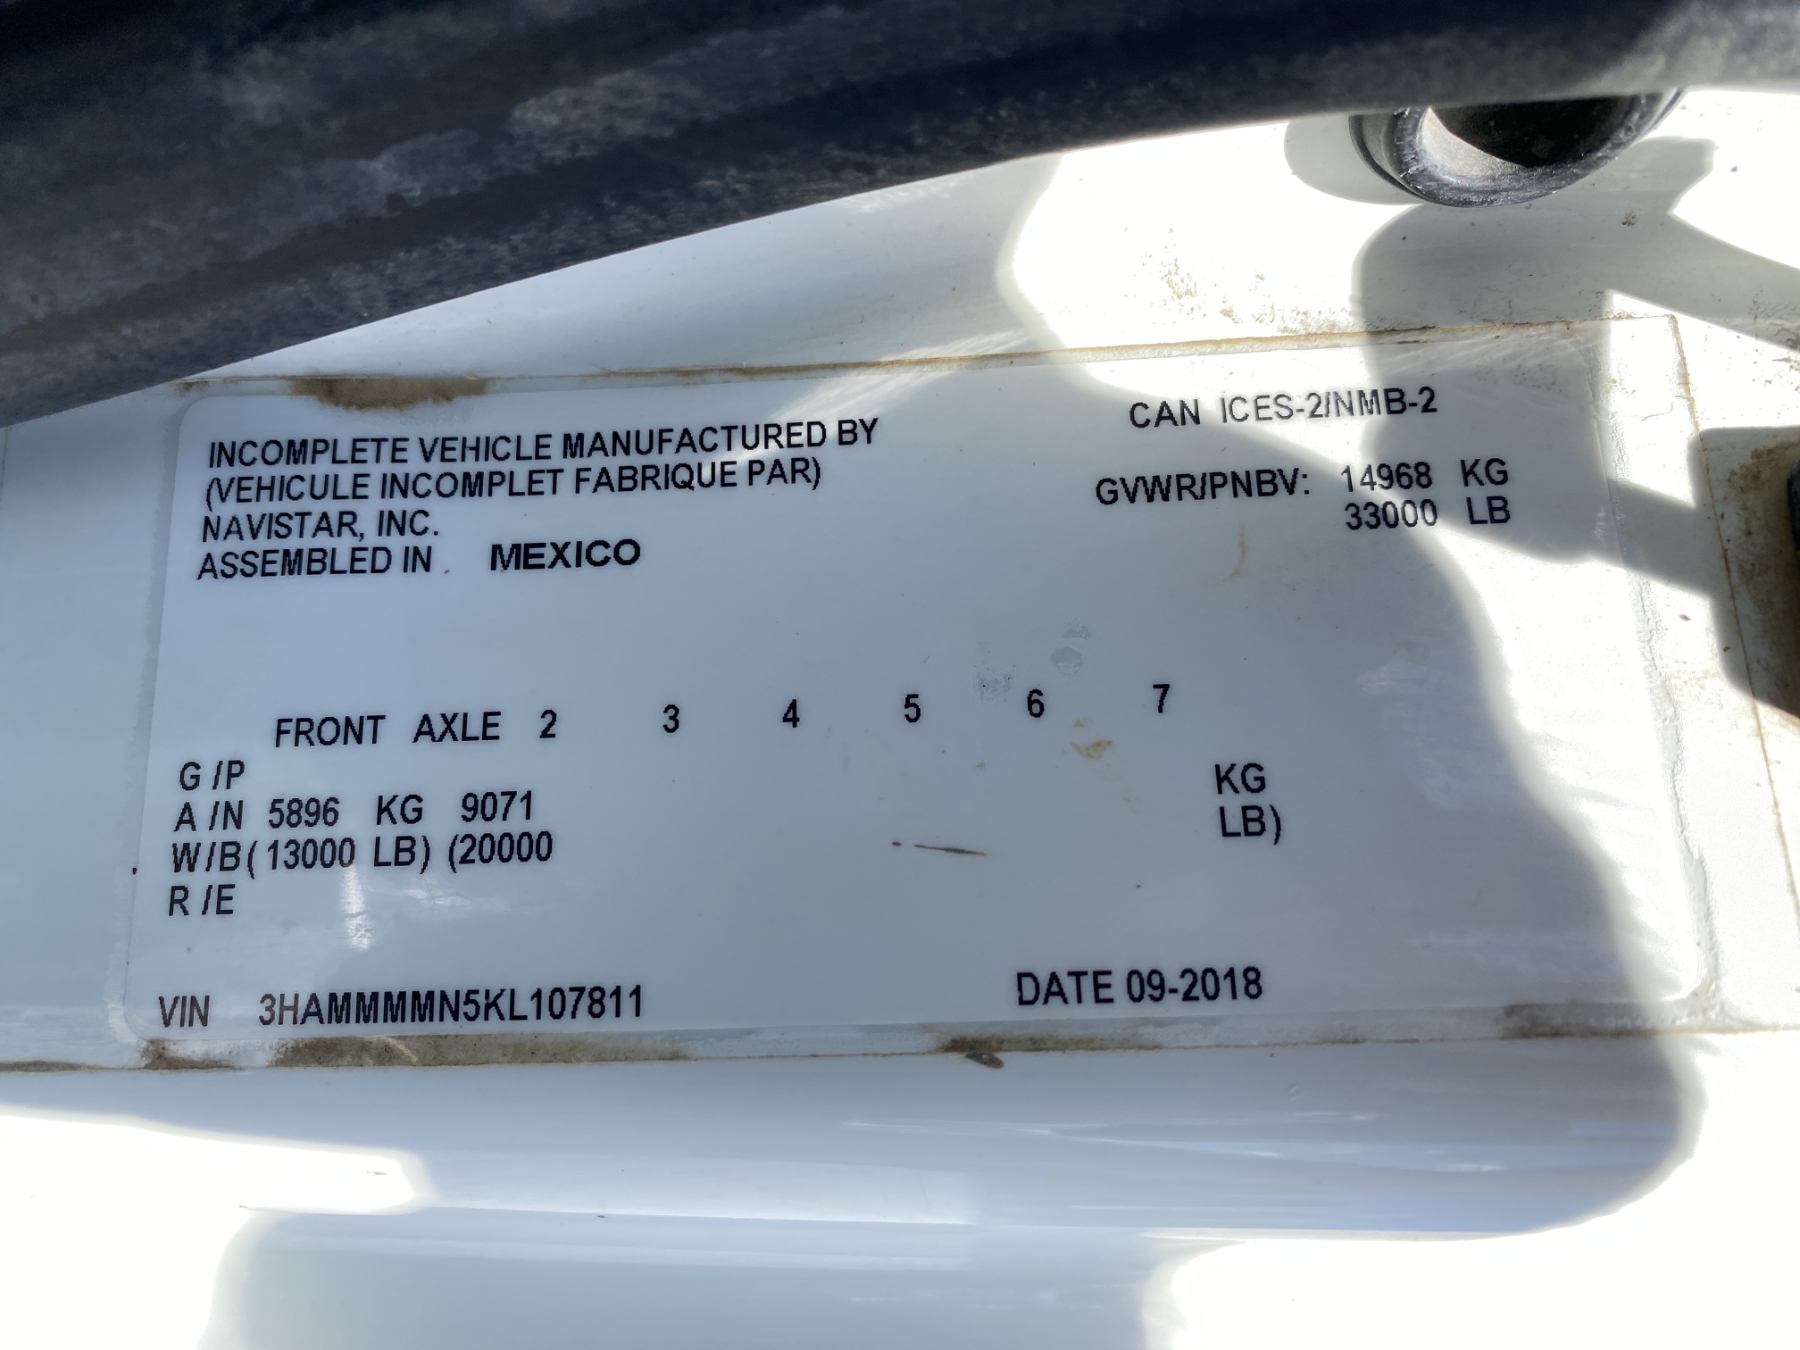 INCOMPLETE VEHICLE MANUFACTURED BY
(VEHICULE INCOMPLET FABRIQUE PAR)
NAVISTAR, INC.
ASSEMBLED IN MEXICO
CAN ICES-2/NMB-2
GVWR/PNBV: 14968 KG
33000 LB
FRONT AXLE 2 3 4 5 6 7
G /P
A /N 5896 KG 9071 KG
W/B ( 13000 LB) (20000 LB)
R /E
VIN 3HAMMMMN5KL107811
DATE 09-2018